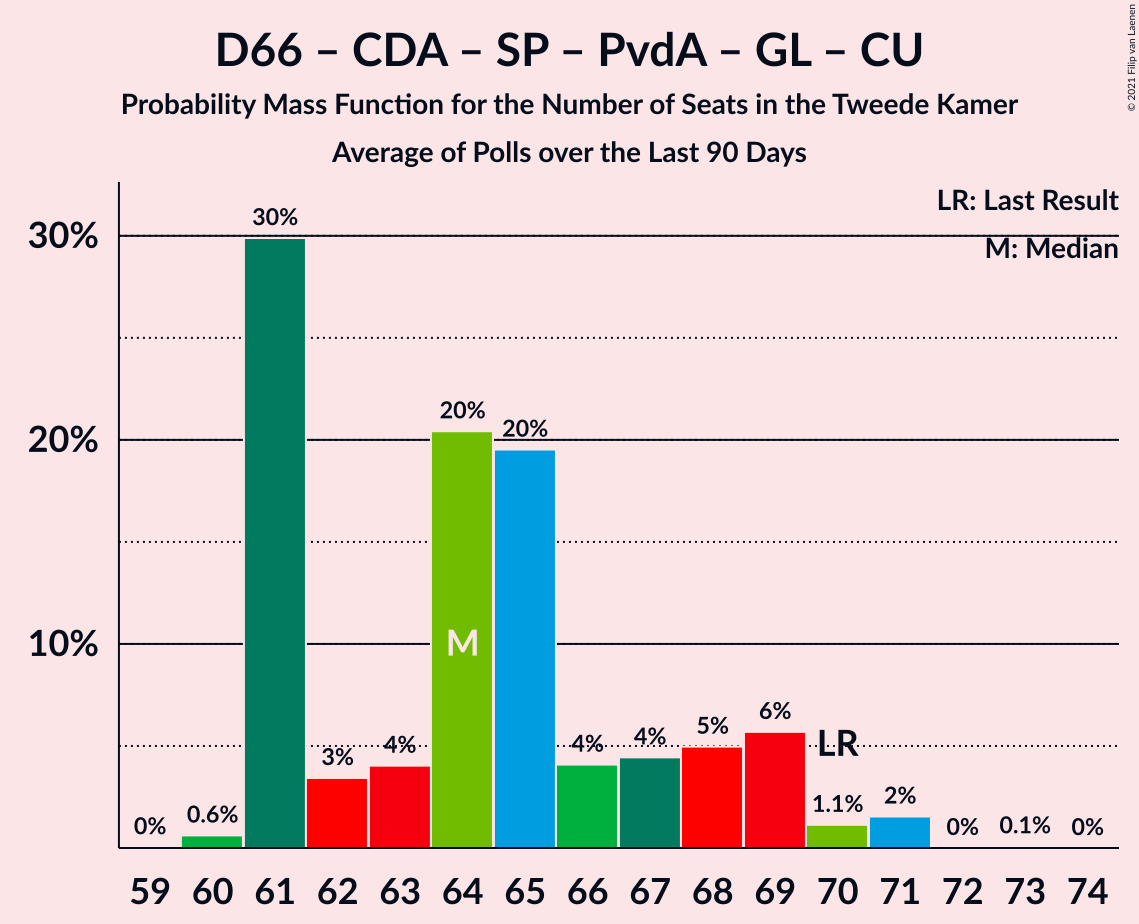 D66 – CDA – SP – PvdA – GL – CU
Probability Mass Function for the Number of Seats in the Tweede Kamer
Average of Polls over the Last 90 Days
© 2021 Filip van Laenen
LR: Last Result
M: Median
30%
20%
10%
0%
0.6%
30%
3%
4%
20%
20%
4%
4%
5%
6%
1.1%
2%
0%
0.1%
0%
M
LR
59 60 61 62 63 64 65 66 67 68 69 70 71 72 73 74